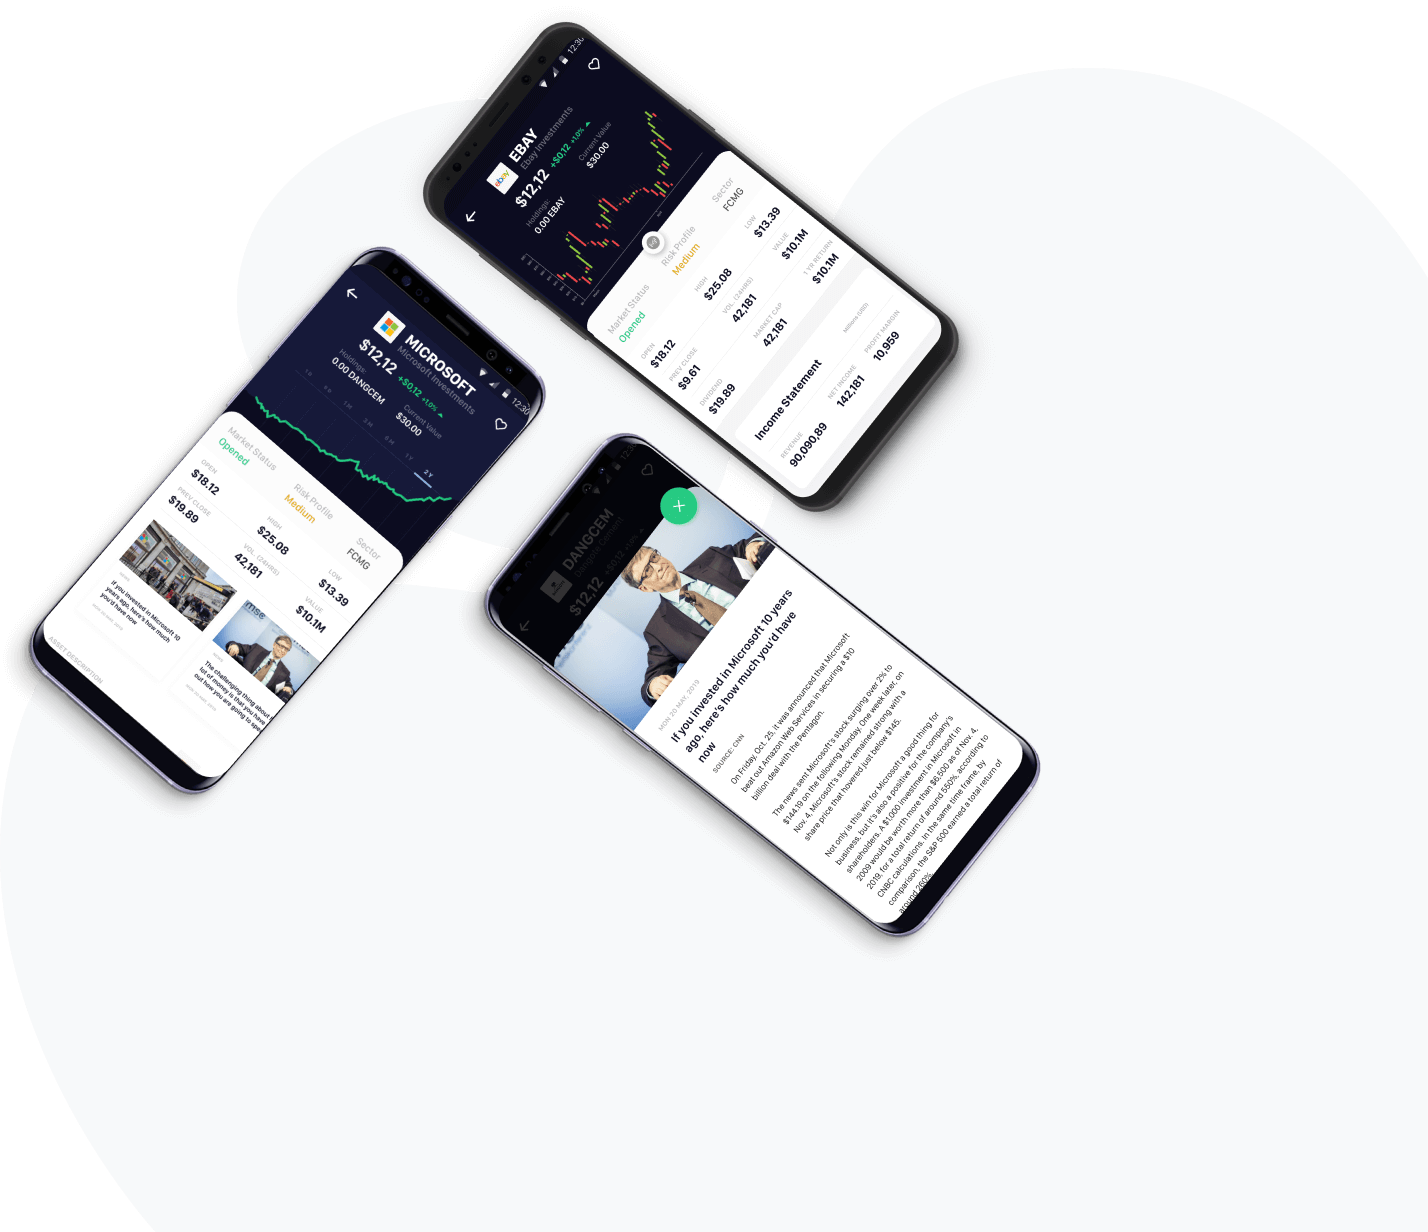 12:30
EBAY
Ebay Investments
ebay
$12,12 +$0,12 +1,0%
Holdings:
0.00 EBAY
Current Value
$30.00
Market Status
Opened
Risk Profile
Medium
Sector
FCMG
OPEN
$18.12
HIGH
$25.08
LOW
$13.39
PREV CLOSE
$9.61
VOL. (24HRS)
42,181
VALUE
$10.1M
DIVIDEND
$19.89
MARKET CAP
42,181
1 YR RETURN
$10.1M
Income Statement
Millions (USD)
REVENUE
90,090,89
NET INCOME
142,181
PROFIT MARGIN
10,959
12:30
MICROSOFT
Microsoft Investments
$12,12 +$0,12 +1,0%
Holdings:
0.00 DANGCEM
Current Value
$30.00
1 M
1 Y
2 Y
Market Status
Opened
Risk Profile
Medium
Sector
FCMG
OPEN
$18.12
HIGH
$25.08
LOW
$13.39
PREV CLOSE
$19.89
VOL. (24HRS)
42,181
VALUE
$10.1M
NEWS
If you invested in Microsoft 10
years ago, here's how much
you'd have now
msc
NEWS
The challenging thing about
lot of money is that you have
out how you are going to spe
ASSET DESCRIPTION
DANGCEM
Dangote Cement
$12,12 +$0,12
MON 20 MAY, 2019
If you invested in Microsoft 10 years
ago, here's how much you'd have
now
SOURCE: CNN
On Friday, Oct. 25, it was announced that Microsoft
beat out Amazon Web Services in securing a $10
billion deal with the Pentagon.
The news sent Microsoft's stock surging over 2% to
$144.19 on the following Monday. One week later, on
Nov. 4, Microsoft's stock remained strong with a
share price that hovered just below $145.
Not only is this win for Microsoft a good thing for
business, but it's also a positive for the company's
shareholders. A $1,000 investment in Microsoft in
2009 would be worth more than $6,500 as of Nov. 4,
2019, for a total return of around 550%, according to
CNBC calculations. In the same time frame, by
comparison, the S&P 500 earned a total return of
around 260%.